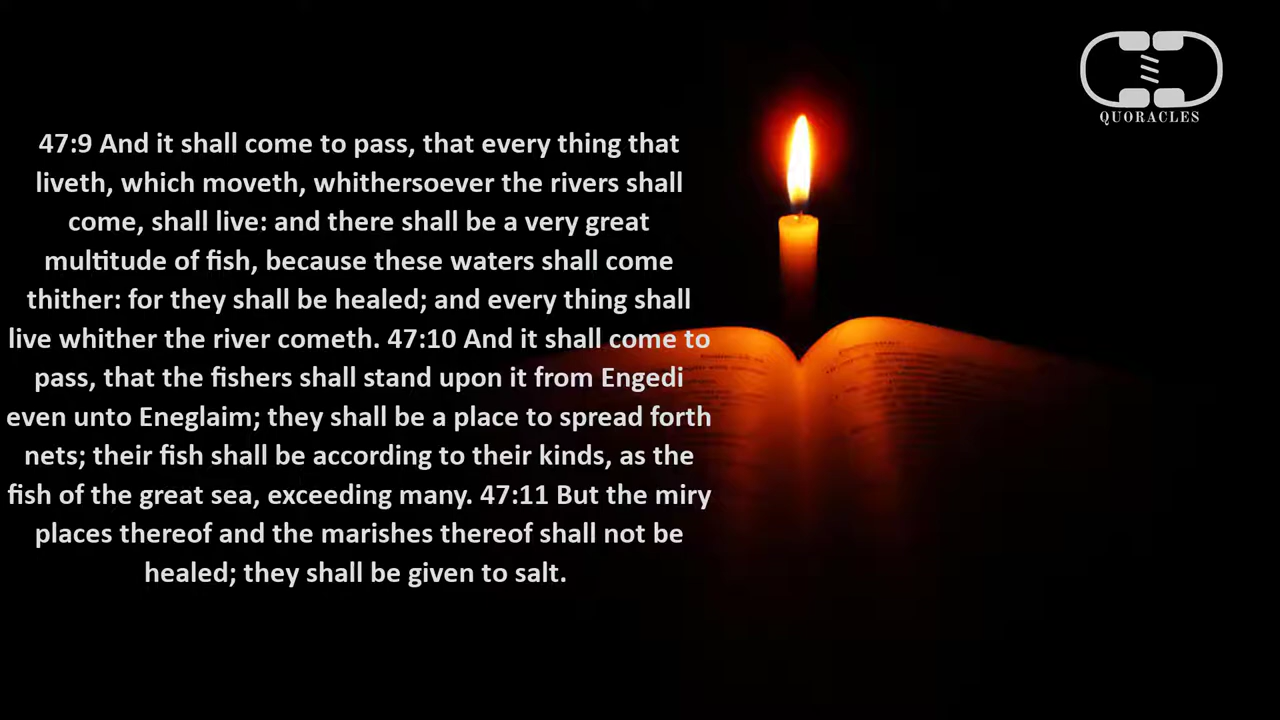 QUORACLES
47:9 And it shall come to pass, that every thing that
liveth, which moveth, whithersoever the rivers shall
come, shall live: and there shall be a very great
multitude of fish, because these waters shall come
thither: for they shall be healed; and every thing shall
live whither the river cometh. 47:10 And it shall come to
pass, that the fishers shall stand upon it from Engedi
even unto Eneglaim; they shall be a place to spread forth
nets; their fish shall be according to their kinds, as the
fish of the great sea, exceeding many. 47:11 But the miry
places thereof and the marishes thereof shall not be
healed; they shall be given to salt.